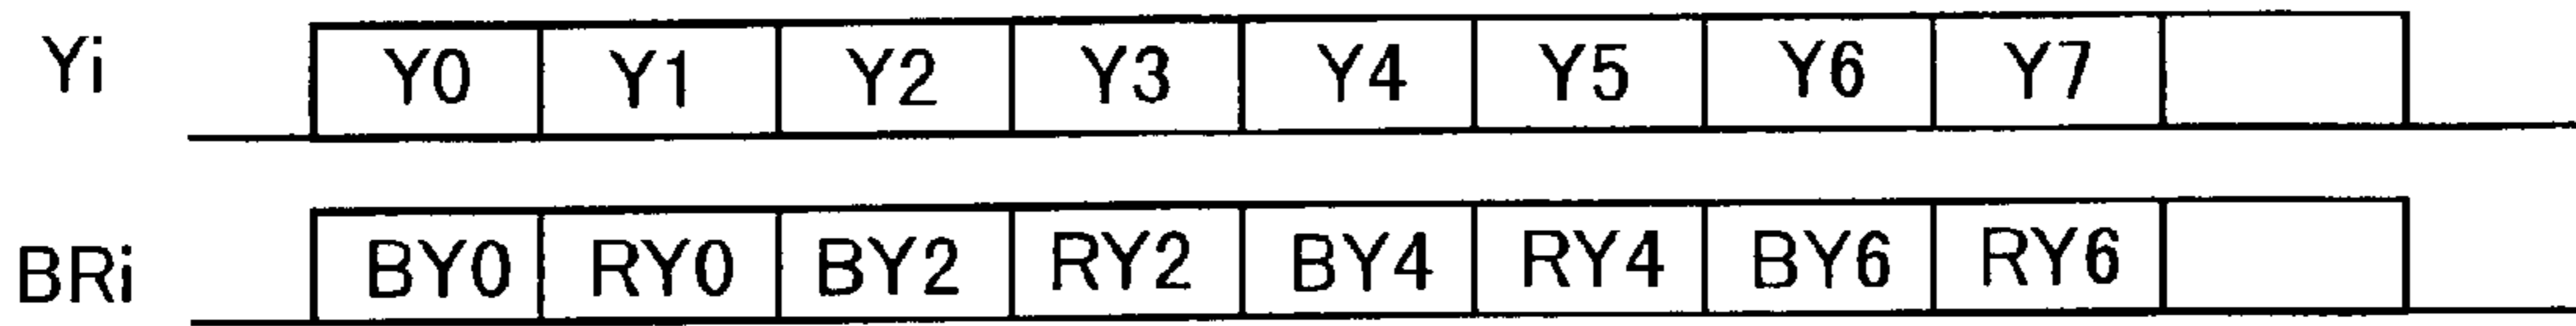 Yi Y0 Y1 Y2 Y3 Y4 Y5 Y6 Y7
BRi BY0 RY0 BY2 RY2 BY4 RY4 BY6 RY6